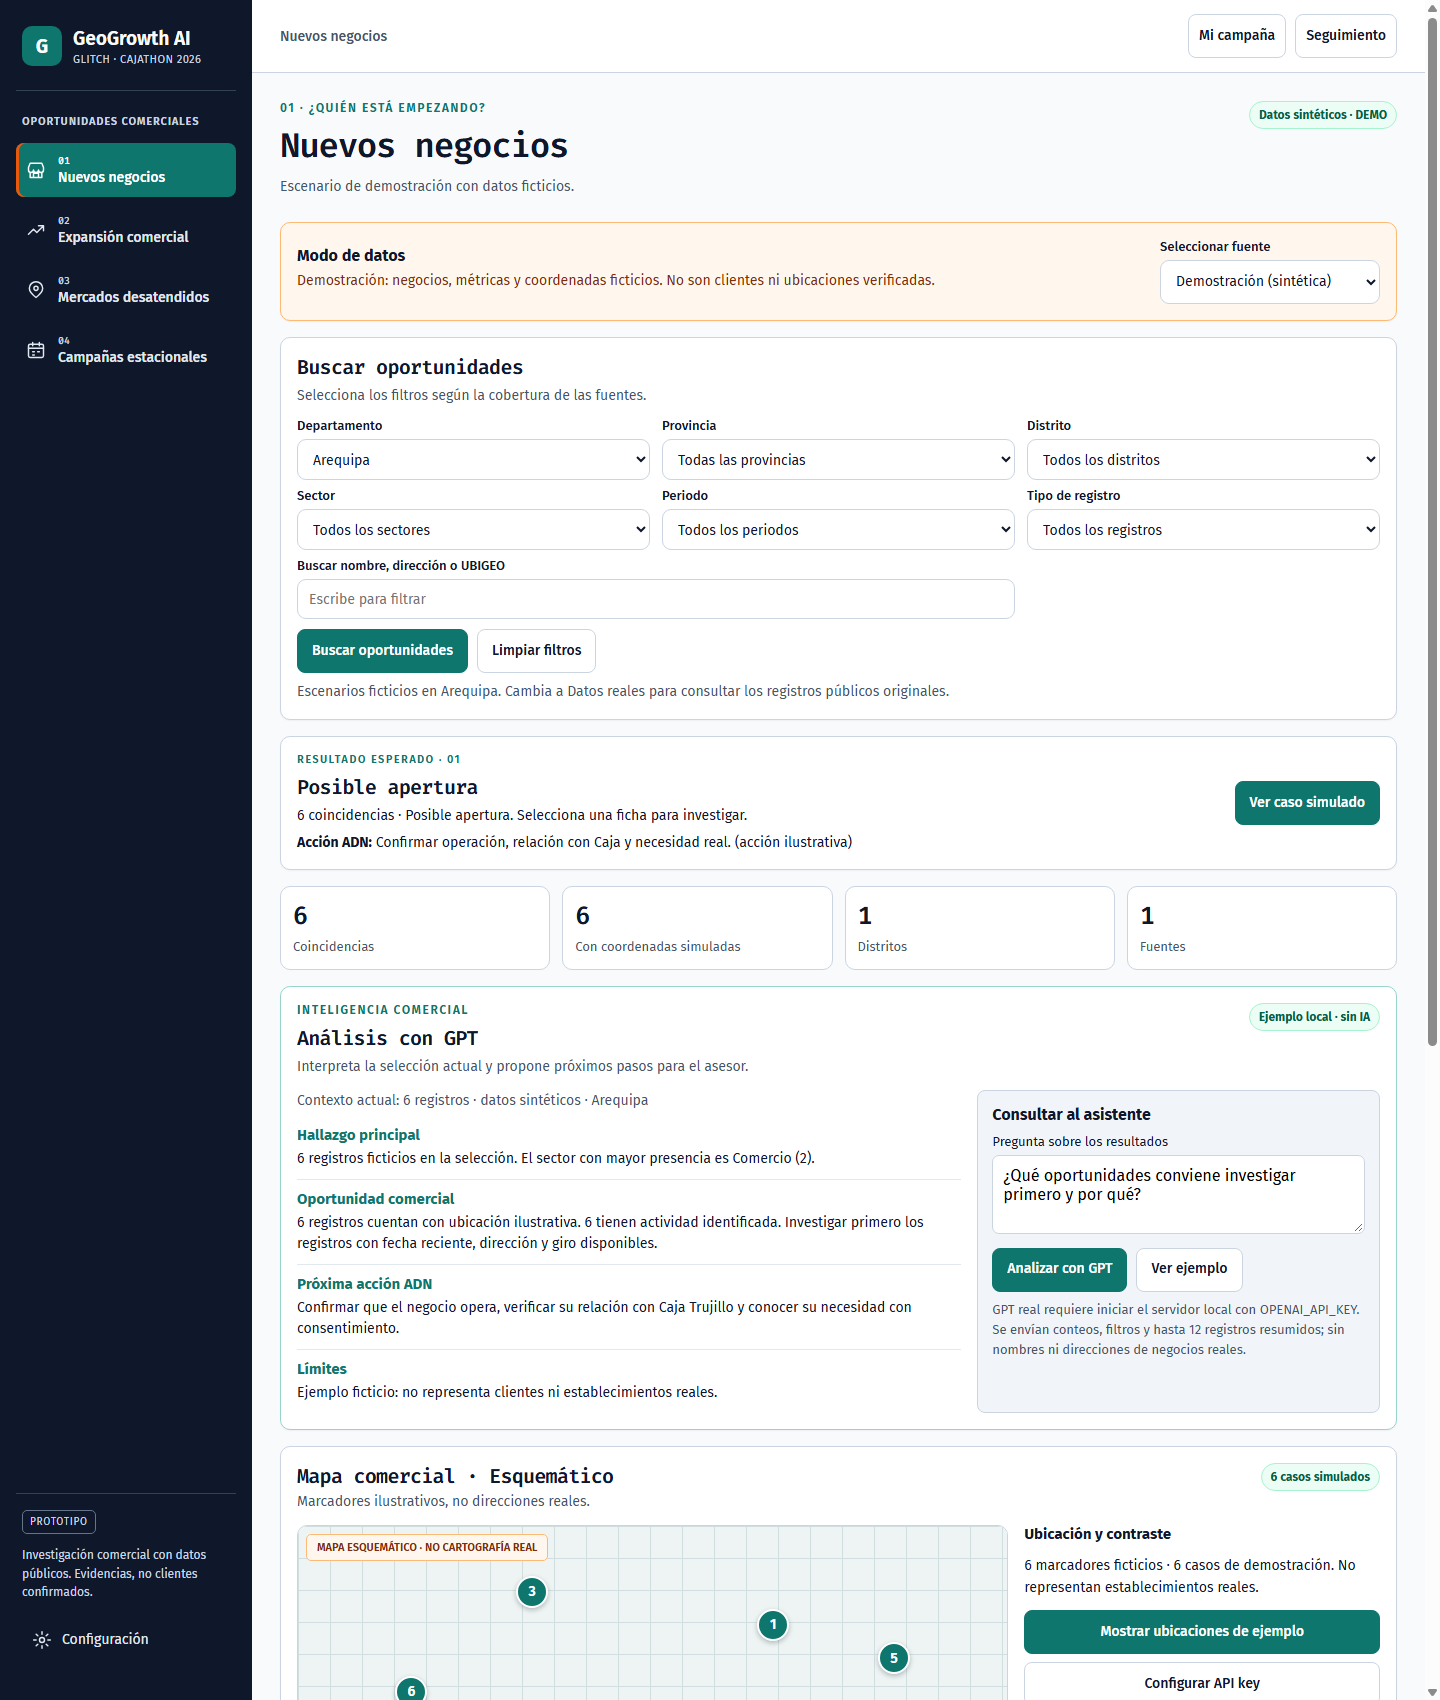 G
GeoGrowth AI
GLITCH · CAJATHON 2026
OPORTUNIDADES COMERCIALES
01
Nuevos negocios
02
Expansión comercial
03
Mercados desatendidos
04
Campañas estacionales
PROTOTIPO
Investigación comercial con datos
públicos. Evidencias, no clientes
confirmados.
Configuración
Nuevos negocios
Mi campaña
Seguimiento
01 · ¿QUIÉN ESTÁ EMPEZANDO?
Nuevos negocios
Escenario de demostración con datos ficticios.
Datos sintéticos · DEMO
Modo de datos
Demostración: negocios, métricas y coordenadas ficticios. No son clientes ni ubicaciones verificadas.
Seleccionar fuente
Demostración (sintética)
Buscar oportunidades
Selecciona los filtros según la cobertura de las fuentes.
Departamento
Provincia
Distrito
Arequipa
Todas las provincias
Todos los distritos
Sector
Periodo
Tipo de registro
Todos los sectores
Todos los periodos
Todos los registros
Buscar nombre, dirección o UBIGEO
Escribe para filtrar
Buscar oportunidades
Limpiar filtros
Escenarios ficticios en Arequipa. Cambia a Datos reales para consultar los registros públicos originales.
RESULTADO ESPERADO · 01
Posible apertura
6 coincidencias · Posible apertura. Selecciona una ficha para investigar.
Acción ADN: Confirmar operación, relación con Caja y necesidad real. (acción ilustrativa)
Ver caso simulado
6
Coincidencias
6
Con coordenadas simuladas
1
Distritos
1
Fuentes
INTELIGENCIA COMERCIAL
Análisis con GPT
Interpreta la selección actual y propone próximos pasos para el asesor.
Ejemplo local · sin IA
Contexto actual: 6 registros · datos sintéticos · Arequipa
Hallazgo principal
6 registros ficticios en la selección. El sector con mayor presencia es Comercio (2).
Oportunidad comercial
6 registros cuentan con ubicación ilustrativa. 6 tienen actividad identificada. Investigar primero los
registros con fecha reciente, dirección y giro disponibles.
Próxima acción ADN
Confirmar que el negocio opera, verificar su relación con Caja Trujillo y conocer su necesidad con
consentimiento.
Límites
Ejemplo ficticio: no representa clientes ni establecimientos reales.
Consultar al asistente
Pregunta sobre los resultados
¿Qué oportunidades conviene investigar
primero y por qué?
Analizar con GPT
Ver ejemplo
GPT real requiere iniciar el servidor local con OPENAI_API_KEY.
Se envían conteos, filtros y hasta 12 registros resumidos; sin
nombres ni direcciones de negocios reales.
Mapa comercial · Esquemático
Marcadores ilustrativos, no direcciones reales.
6 casos simulados
MAPA ESQUEMÁTICO · NO CARTOGRAFÍA REAL
3
1
5
6
Ubicación y contraste
6 marcadores ficticios · 6 casos de demostración. No
representan establecimientos reales.
Mostrar ubicaciones de ejemplo
Configurar API key